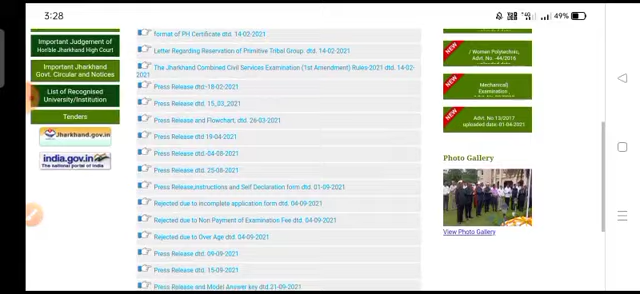 3:28
49%
Important Judgement of
Hon'ble Jharkhand High Court
Important Jharkhand
Govt. Circular and Notices
List of Recognised
University/Institution
Tenders
Jharkhand.gov.in
india.gov.in
The national portal of India
format of PH Certificate dtd. 14-02-2021
Letter Regarding Reservation of Primitive Tribal Group. dtd. 14-02-2021
The Jharkhand Combined Civil Services Examination (1st Amendment) Rules-2021 dtd. 14-02-
2021
Press Release dtd:-18-02-2021
Press Release dtd. 15_03_2021
Press Release and Flowchart. dtd. 26-03-2021
Press Release dtd 19-04-2021
Press Release dtd:-04-08-2021
Press Release dtd. 25-08-2021
Press Release,instructions and Self Declaration form dtd. 01-09-2021
Rejected due to incomplete application form dtd. 04-09-2021
Rejected due to Non Payment of Examination Fee dtd. 04-09-2021
Rejected due to Over Age dtd. 04-09-2021
Press Release dtd. 09-09-2021
Press Release dtd. 15-09-2021
Press Release and Model Answer key dtd.21-09-2021
NEW
/ Women Polytechnic,
Advt. No. -44/2016
NEW
Mechanical)
Examination
NEW
Advt. No.13/2017
uploaded date: 01-04-2021
Photo Gallery
View Photo Gallery